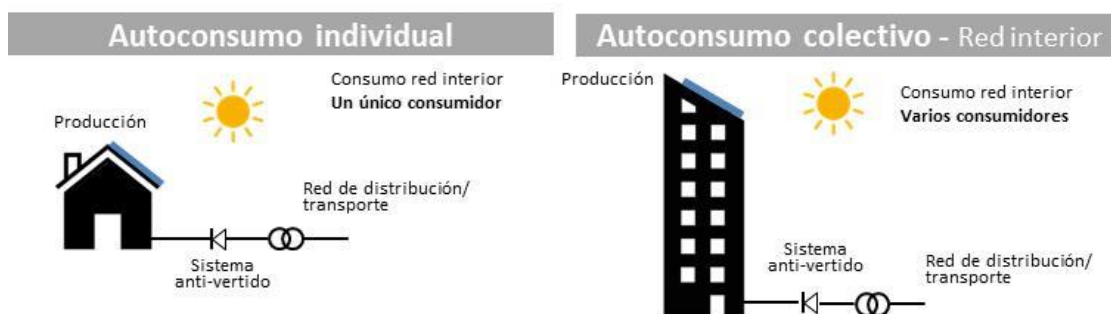 Autoconsumo individual
Consumo red interior
Un único consumidor
Producción
Red de distribución/
transporte
Sistema
anti-vertido
Autoconsumo colectivo - Red interior
Producción
Consumo red interior
Varios consumidores
Sistema
anti-vertido
Red de distribución/
transporte